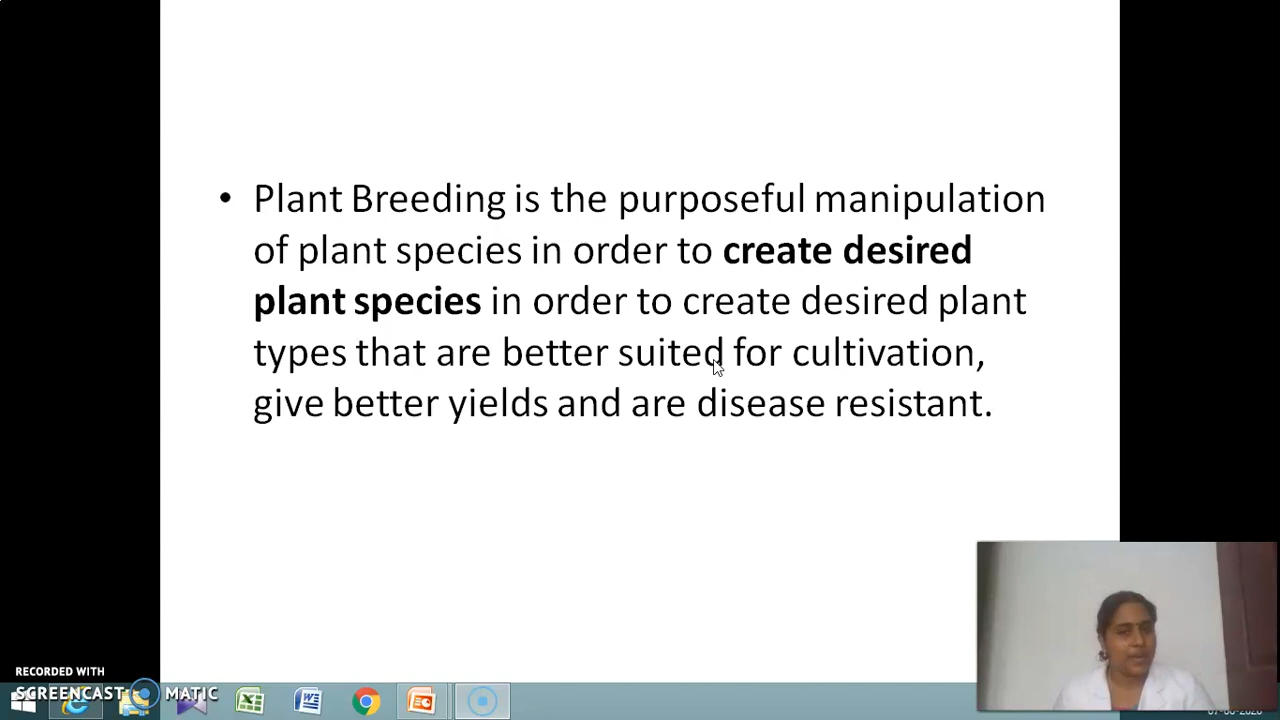 • Plant Breeding is the purposeful manipulation
of plant species in order to create desired
plant species in order to create desired plant
types that are better suited for cultivation,
give better yields and are disease resistant.
RECORDED WITH
SCREENCAST MATIC